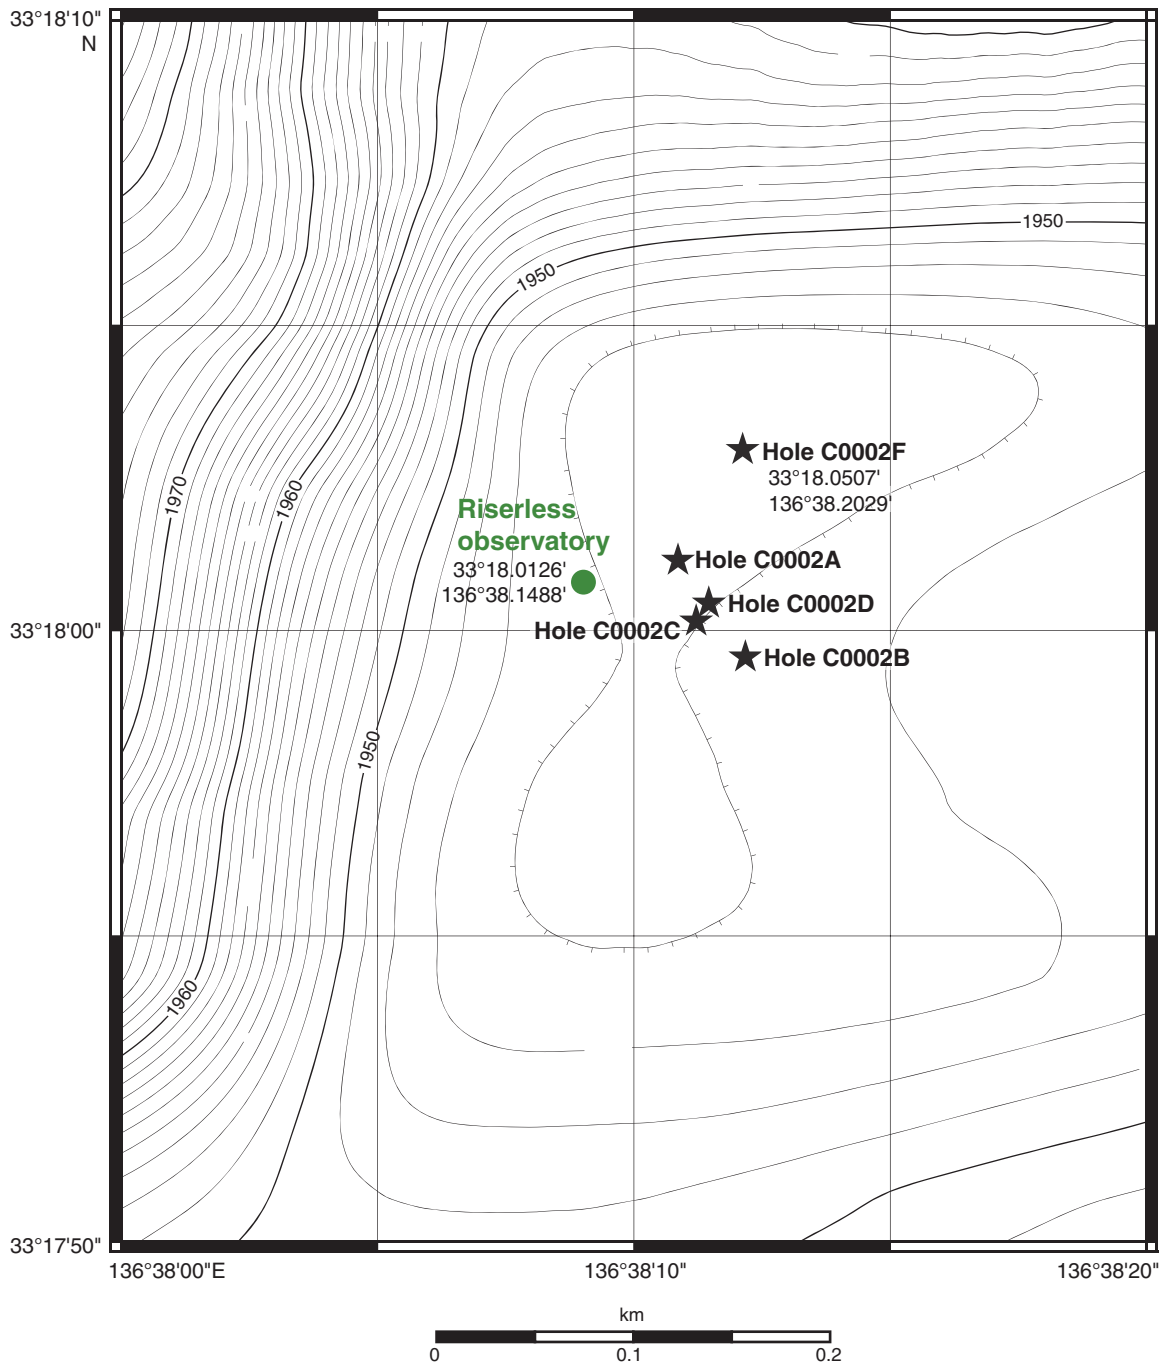 33°18'10"
N
1950
1950
1970
1960
Hole C0002F
33°18.0507'
136°38.2029'
Riserless
observatory
33°18.0126'
136°38.1488'
Hole C0002A
Hole C0002D
33°18'00"
Hole C0002C
Hole C0002B
1950
1960
33°17'50"
136°38'00"E
136°38'10"
136°38'20"
km
0
0.1
0.2